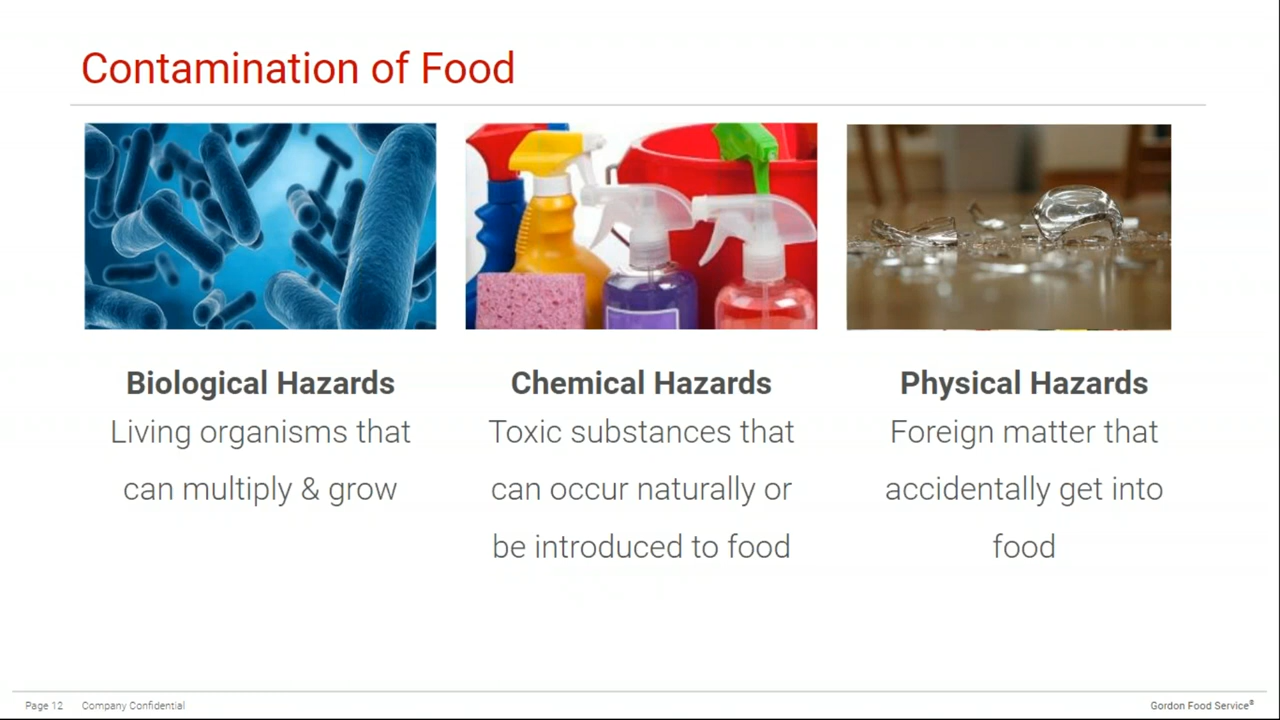 Contamination of Food
Biological Hazards
Living organisms that
can multiply & grow
Chemical Hazards
Toxic substances that
can occur naturally or
be introduced to food
Physical Hazards
Foreign matter that
accidentally get into
food
Page 12 Company Confidential
Gordon Food Service®